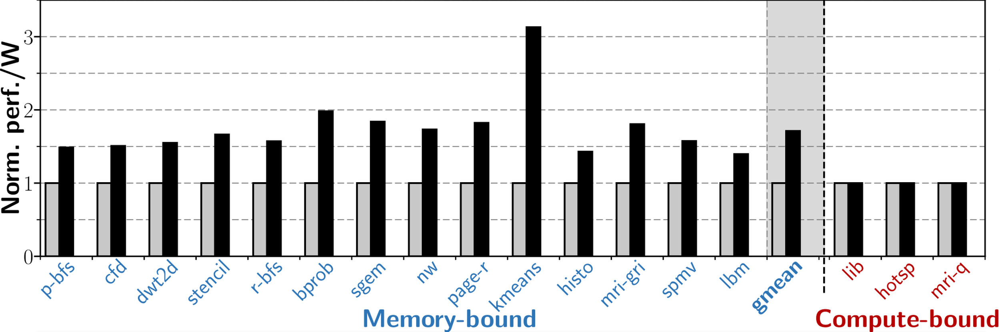 Norm. perf./W
3
2
1
0
p-bfs
cfd
dwt2d
stencil
r-bfs
bprob
sgem
nw
page-r
kmeans
histo
mri-gri
spmv
lbm
gmean
lib
hotsp
mri-q
Memory-bound
Compute-bound